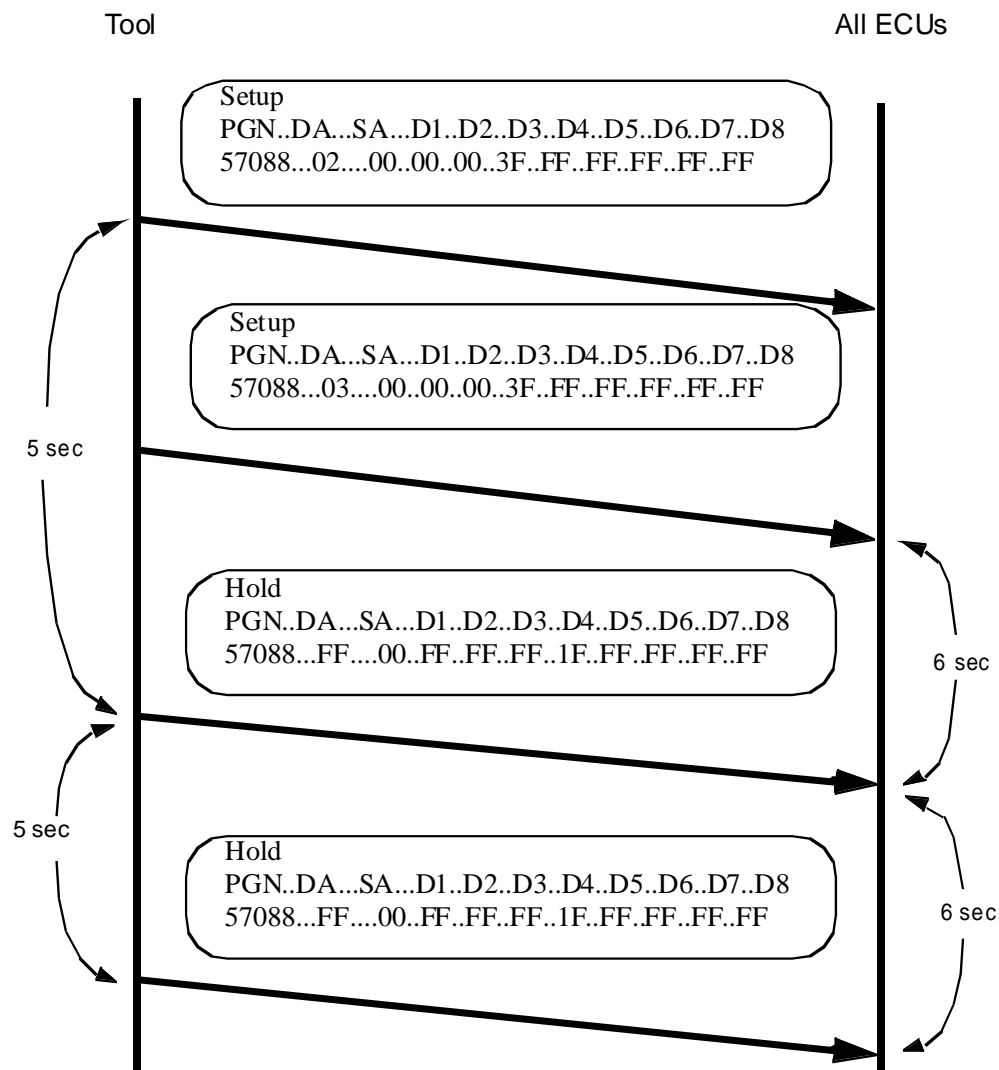 Tool
All ECUs
Setup
PGN..DA...SA...D1..D2...D3..D4..D5..D6..D7..D8
57088...02....00..00..00..3F..FF..FF..FF..FF..FF
Setup
PGN..DA...SA...D1..D2...D3..D4..D5..D6..D7..D8
57088...03....00..00..00..3F..FF..FF..FF..FF..FF
5 sec
Hold
PGN..DA...SA...D1..D2...D3..D4..D5..D6..D7..D8
57088...FF....00..FF..FF..FF..1F..FF..FF..FF..FF
6 sec
5 sec
Hold
PGN..DA...SA...D1..D2...D3..D4..D5..D6..D7..D8
57088...FF....00..FF..FF..FF..1F..FF..FF..FF..FF
6 sec